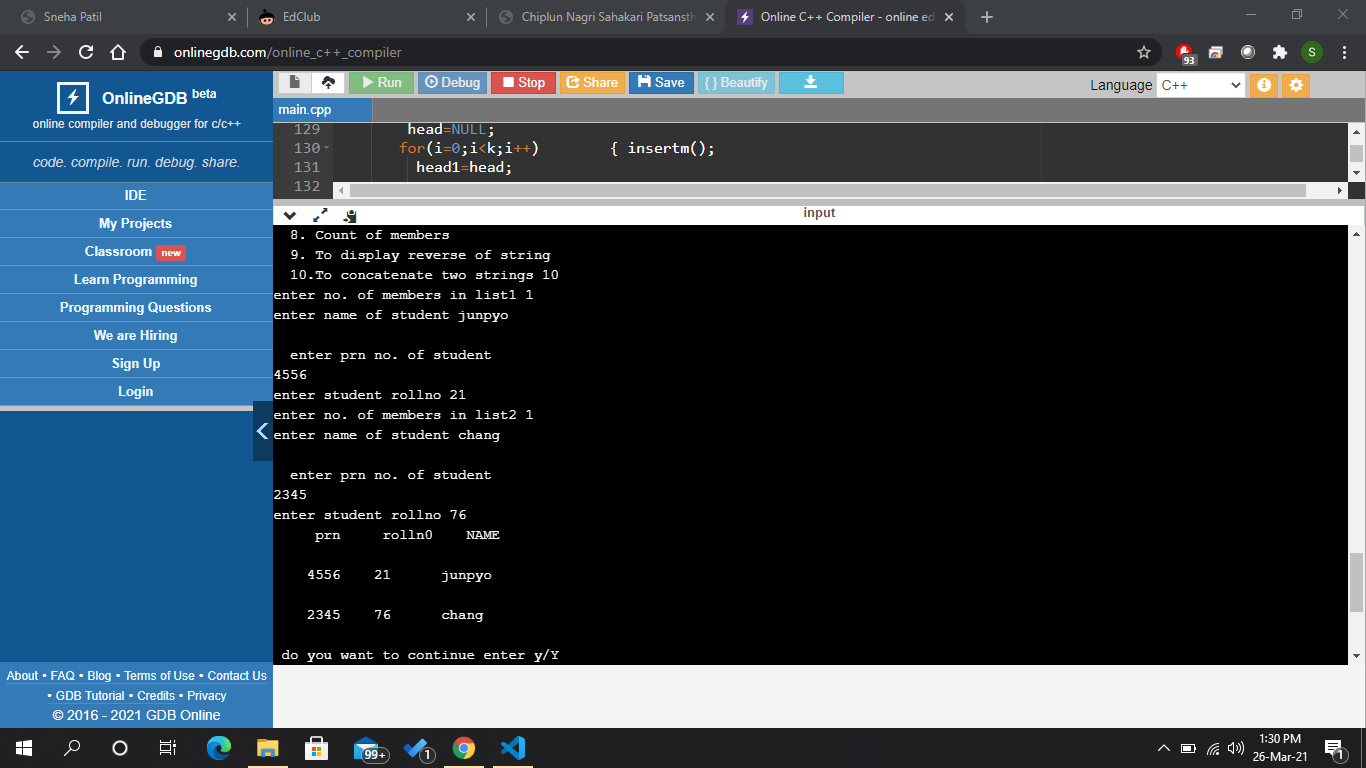 Sneha Patil
EdClub
Chiplun Nagri Sahakari Patsansth
Online C++ Compiler - online ed
onlinegdb.com/online_c++_compiler
93
S
OnlineGDB beta
online compiler and debugger for c/c++
code. compile. run. debug. share.
IDE
My Projects
Classroom new
Learn Programming
Programming Questions
We are Hiring
Sign Up
Login
About • FAQ • Blog • Terms of Use • Contact Us
• GDB Tutorial • Credits • Privacy
© 2016 - 2021 GDB Online
Run
Debug
Stop
Share
Save
{ } Beautify
Language C++
main.cpp
129 head=NULL;
130 for(i=0;i<k;i++) { insertm();
131 head1=head;
132
input
8. Count of members
9. To display reverse of string
10.To concatenate two strings 10
enter no. of members in list1 1
enter name of student junpyo
enter prn no. of student
4556
enter student rollno 21
enter no. of members in list2 1
enter name of student chang
enter prn no. of student
2345
enter student rollno 76
prn rolln0 NAME
4556 21 junpyo
2345 76 chang
do you want to continue enter y/Y
99+
1
1:30 PM
26-Mar-21
1